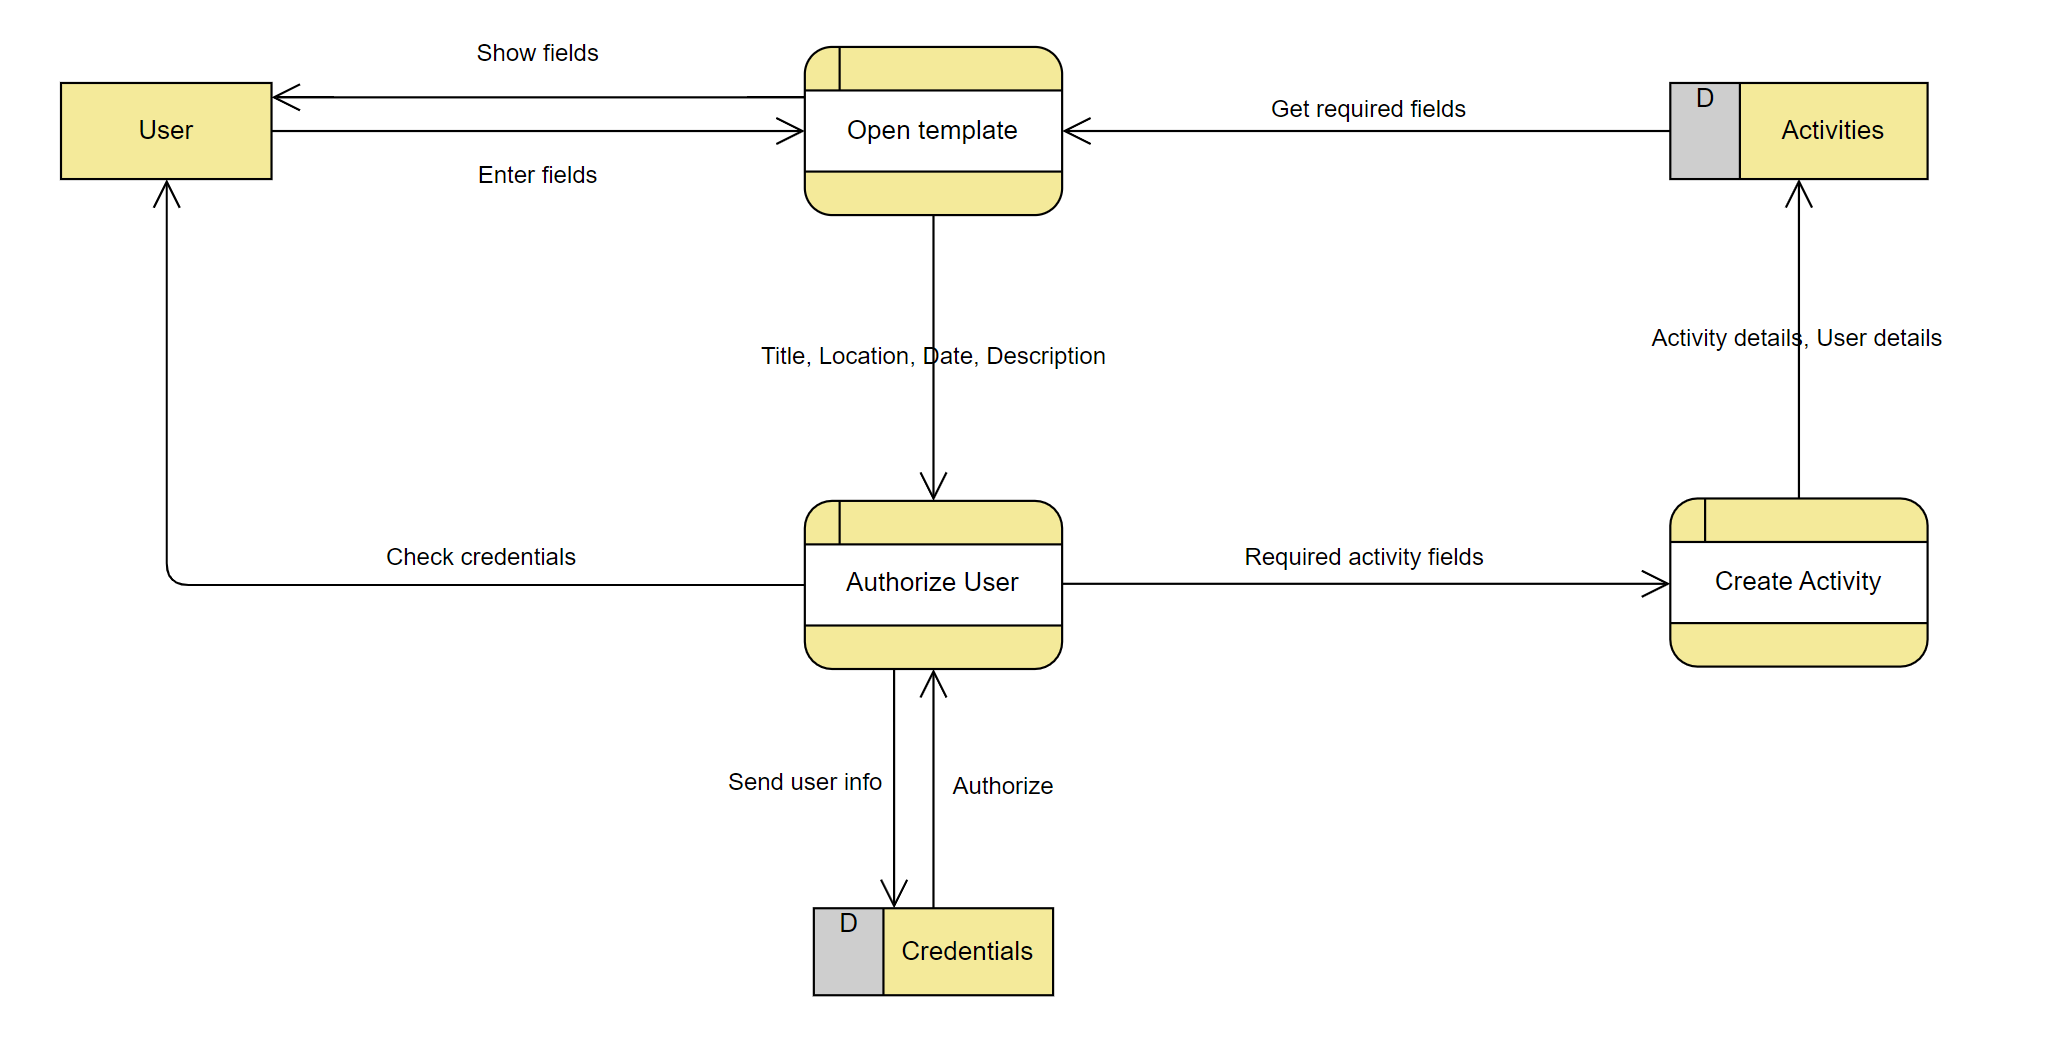 Show fields
User
Enter fields
Open template
Get required fields
D
Activities
Title, Location, Date, Description
Activity details, User details
Check credentials
Authorize User
Required activity fields
Create Activity
Send user info
Authorize
D
Credentials